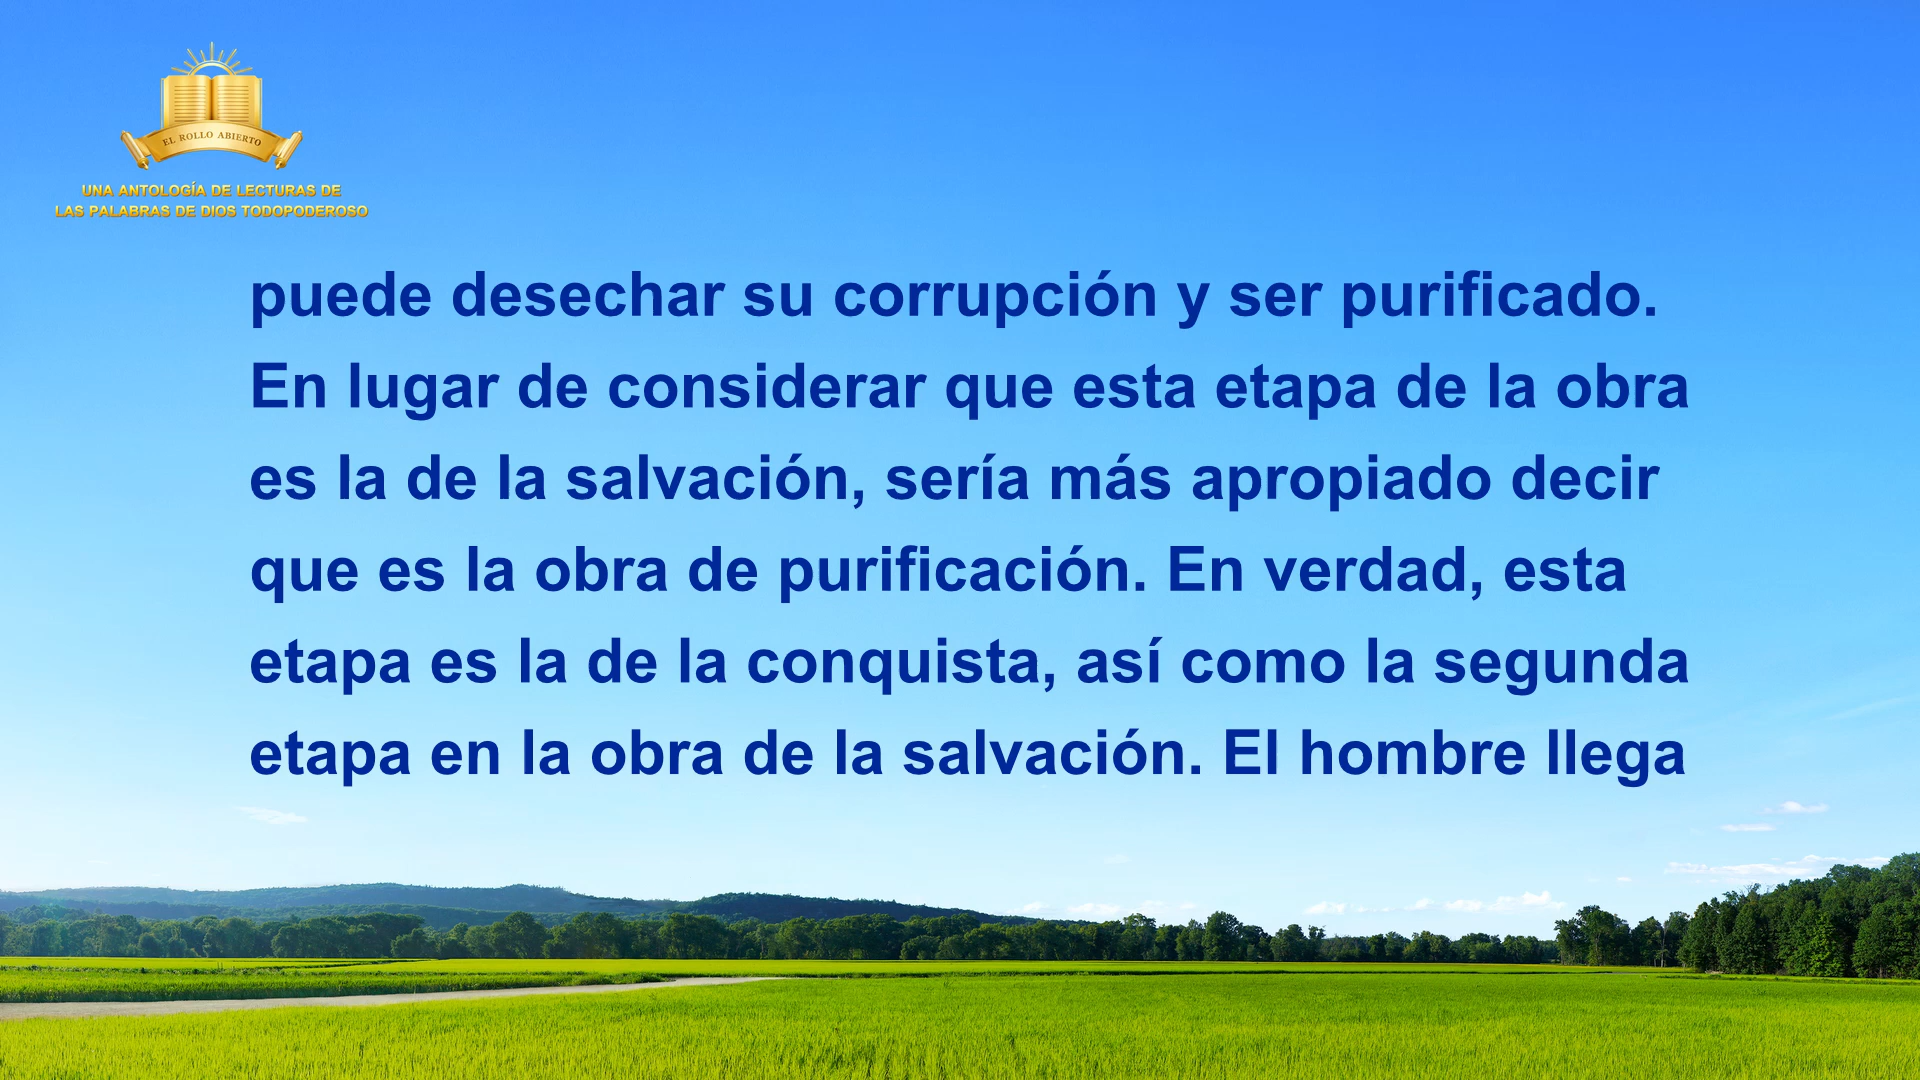 EL ROLLO ABIERTO
UNA ANTOLOGÍA DE LECTURAS DE
LAS PALABRAS DE DIOS TODOPODEROSO
puede desechar su corrupción y ser purificado.
En lugar de considerar que esta etapa de la obra
es la de la salvación, sería más apropiado decir
que es la obra de purificación. En verdad, esta
etapa es la de la conquista, así como la segunda
etapa en la obra de la salvación. El hombre llega